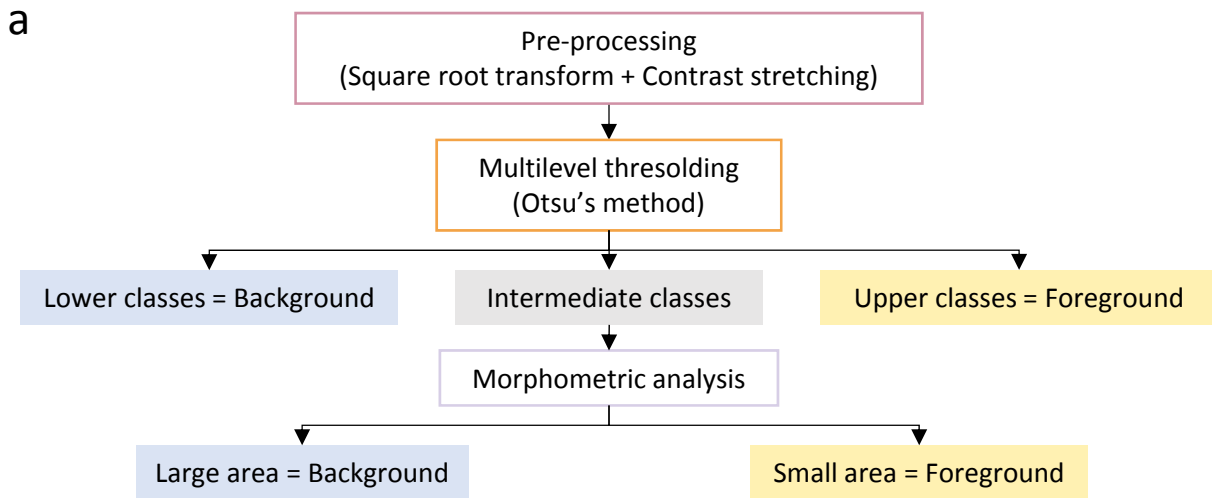 a
Pre-processing
(Square root transform + Contrast stretching)
Multilevel thresolding
(Otsu’s method)
Lower classes = Background
Intermediate classes
Upper classes = Foreground
Morphometric analysis
Large area = Background
Small area = Foreground